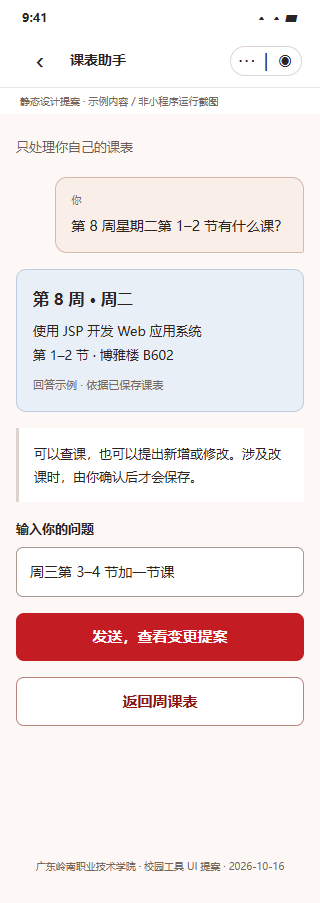 9:41
课表助手
静态设计提案 · 示例内容 / 非小程序运行截图
只处理你自己的课表
你
第 8 周星期二第 1–2 节有什么课？
第 8 周 • 周二
使用 JSP 开发 Web 应用系统
第 1–2 节 · 博雅楼 B602
回答示例 · 依据已保存课表
可以查课，也可以提出新增或修改。涉及改
课时，由你确认后才会保存。
输入你的问题
周三第 3–4 节加一节课
发送，查看变更提案
返回周课表
广东岭南职业技术学院 · 校园工具 UI 提案 · 2026-10-16